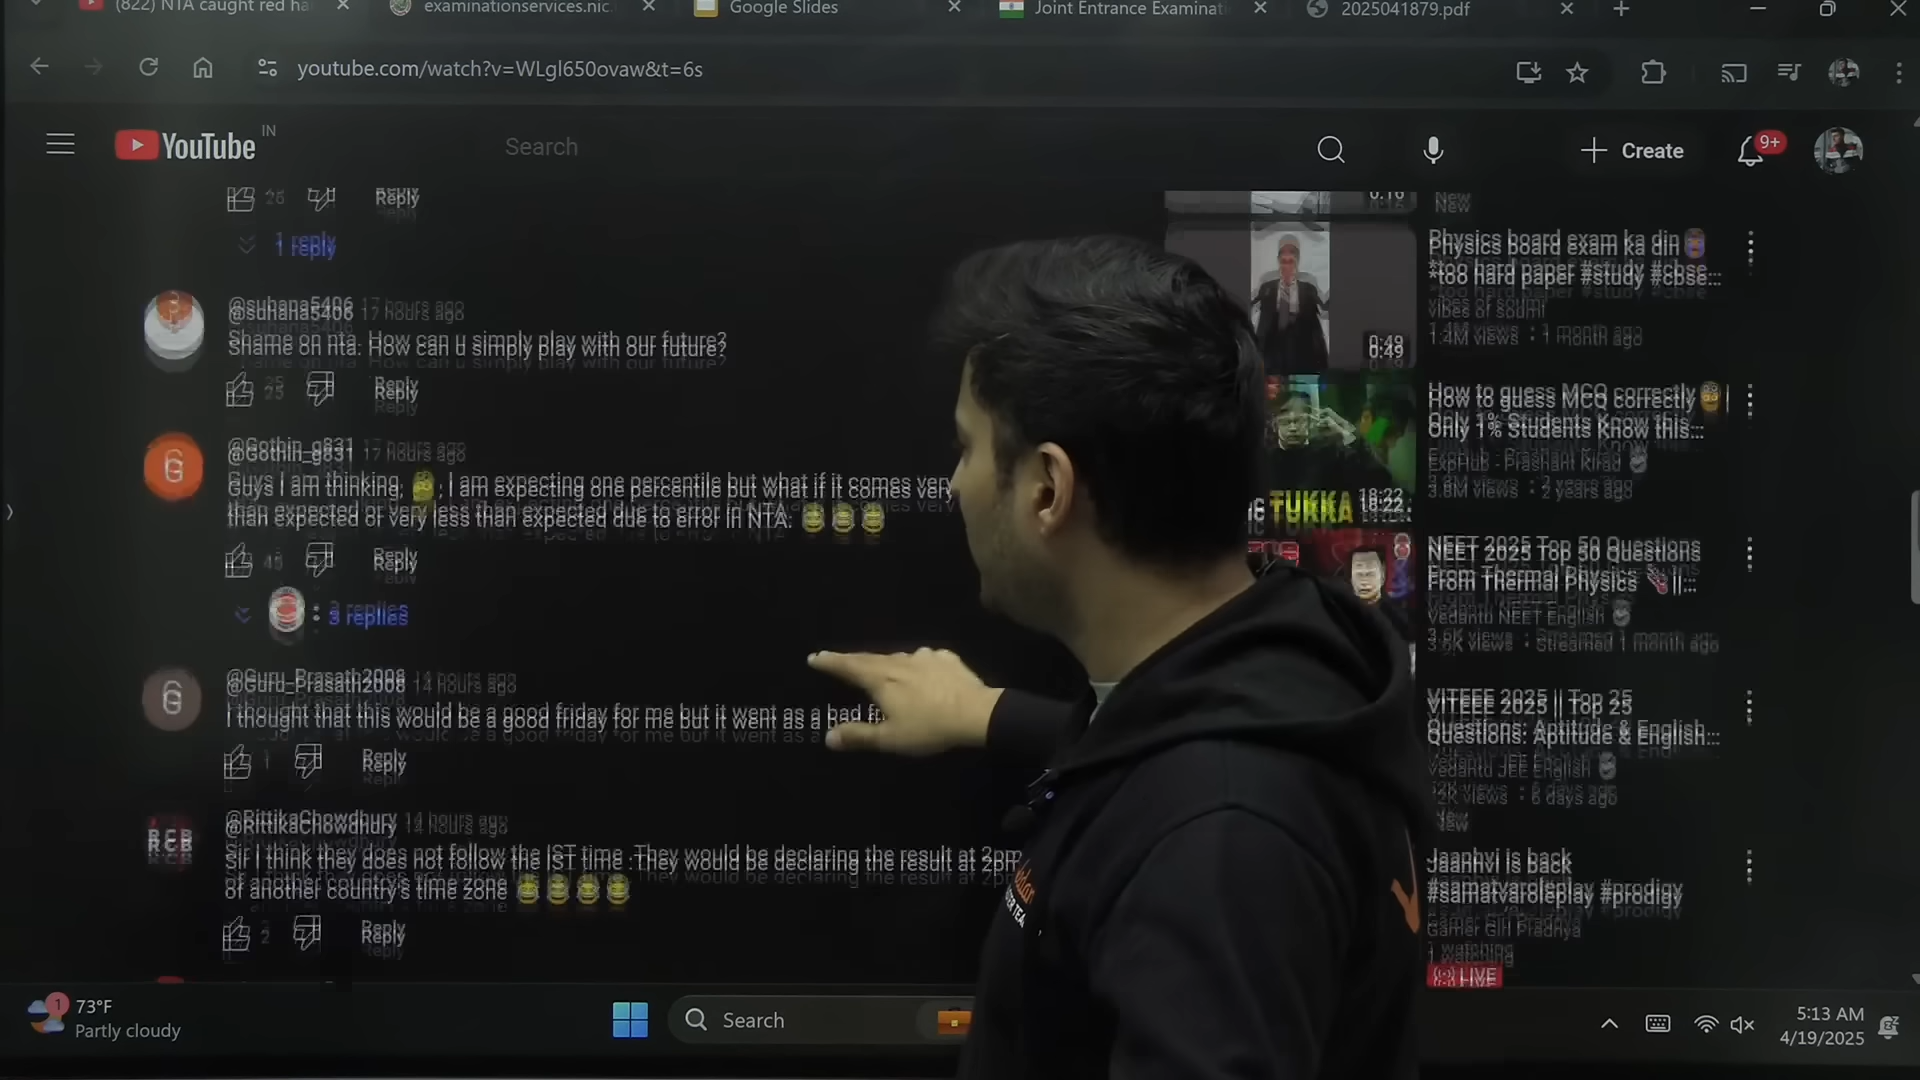 (822) NTA caught red ha
examinationservices.nic.
Google Slides
Joint Entrance Examinati
2025041879.pdf
youtube.com/watch?v=WLgl650ovaw&t=6s
YouTube IN
Search
Create
9+
26 Reply
1 reply
@suhana5406 17 hours ago
Shame on nta. How can u simply play with our future?
25 Reply
@Gothin_g831 17 hours ago
Guys I am thinking, ; I am expecting one percentile but what if it comes very
than expected or very less than expected due to error in NTA.
Reply
3 replies
@Guru_Prasath2008 14 hours ago
I thought that this would be a good friday for me but it went as a bad fr
1 Reply
@RittikaChowdhury 14 hours ago
RCB
Sir I think they does not follow the IST time .They would be declaring the result at 2pm
of another country's time zone
2 Reply
0:16
New
Physics board exam ka din
*too hard paper #study #cbse...
vibes of soumi
1.4M views • 1 month ago
0:49
How to guess MCQ correctly |
Only 1% Students Know this...
ExpHub - Prashant Kirad
3.8M views • 2 years ago
TUKKA
18:22
NEET 2025 Top 50 Questions
From Thermal Physics ||...
Vedantu NEET English
3.6K views • Streamed 1 month ago
VITEEE 2025 || Top 25
Questions: Aptitude & English...
Vedantu JEE English
2K views • 6 days ago
New
Jaanhvi is back
#samatvaroleplay #prodigy
Gamer Girl Pradnya
1 watching
LIVE
1
73°F
Partly cloudy
Search
5:13 AM
4/19/2025